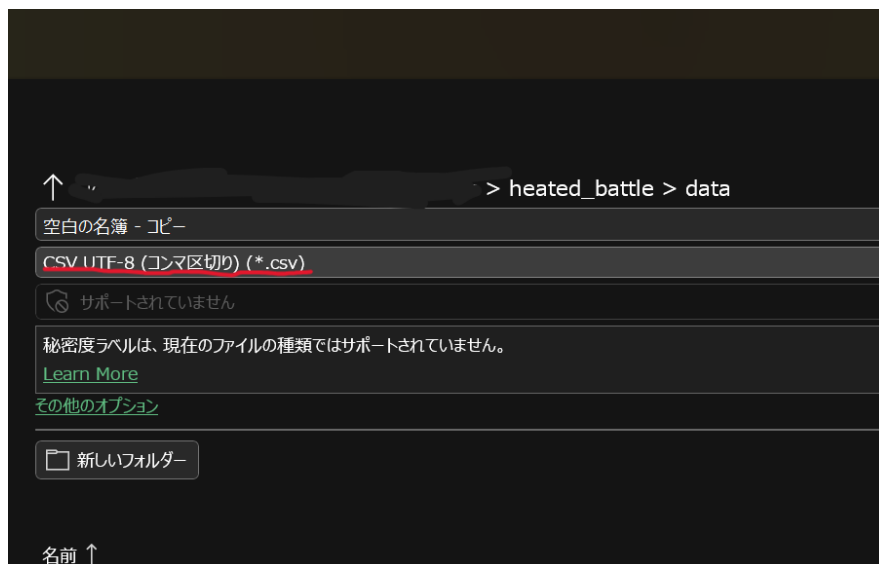 > heated_battle > data
空白の名簿 - コピー
CSV UTF-8 (コンマ区切り) (*.csv)
サポートされていません
秘密度ラベルは、現在のファイルの種類ではサポートされていません。
Learn More
その他のオプション
新しいフォルダー
名前 ↑